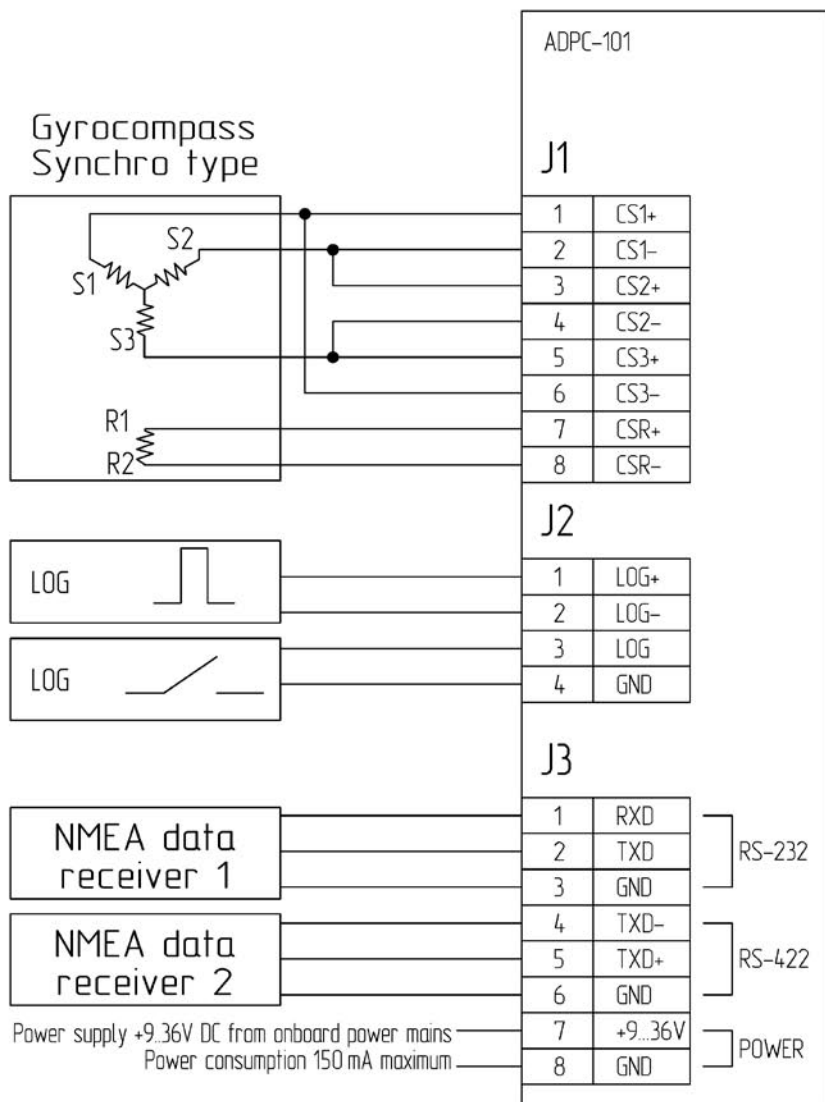 ADPC-101
Gyrocompass
Synchro type
J1
1 CS1+
2 CS1-
3 CS2+
4 CS2-
5 CS3+
6 CS3-
7 CSR+
8 CSR-
S1
S2
S3
R1
R2
J2
LOG
1 LOG+
2 LOG-
LOG
3 LOG
4 GND
J3
NMEA data
receiver 1
1 RXD
2 TXD
3 GND
RS-232
NMEA data
receiver 2
4 TXD-
5 TXD+
6 GND
RS-422
Power supply +9..36V DC from onboard power mains
Power consumption 150 mA maximum
7 +9...36V
8 GND
POWER